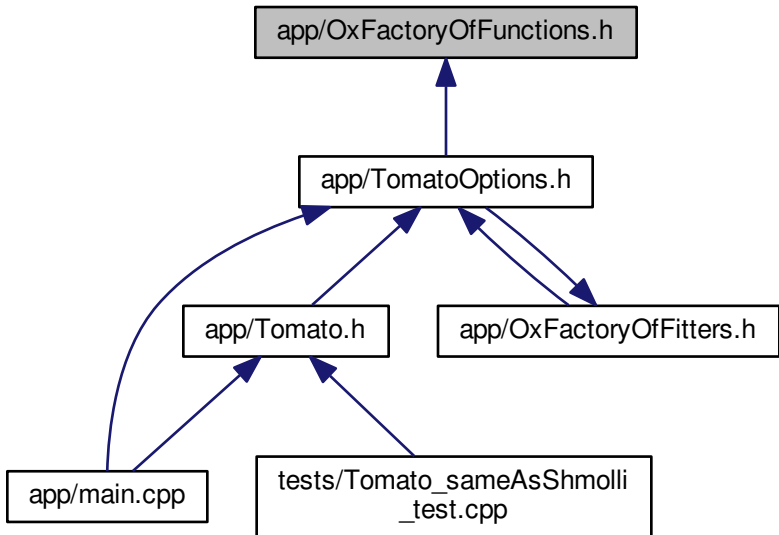 app/OxFactoryOfFunctions.h
app/TomatoOptions.h
app/Tomato.h
app/OxFactoryOfFitters.h
app/main.cpp
tests/Tomato_sameAsShmolli
_test.cpp